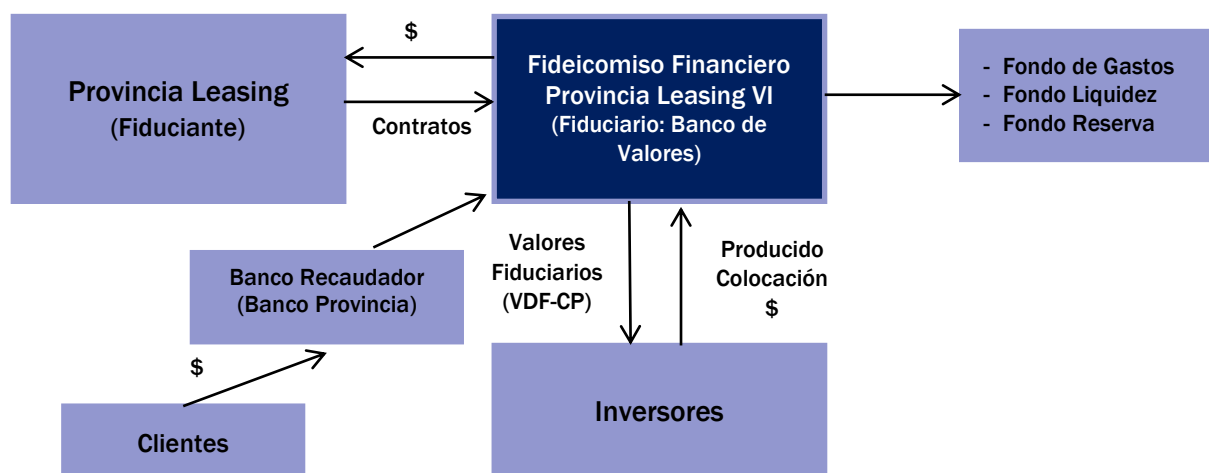 $
Provincia Leasing
(Fiduciante)
Contratos
Fideicomiso Financiero
Provincia Leasing VI
(Fiduciario: Banco de
Valores)
- Fondo de Gastos
- Fondo Liquidez
- Fondo Reserva
Banco Recaudador
(Banco Provincia)
Valores
Fiduciarios
(VDF-CP)
Producido
Colocación
$
$
Clientes
Inversores